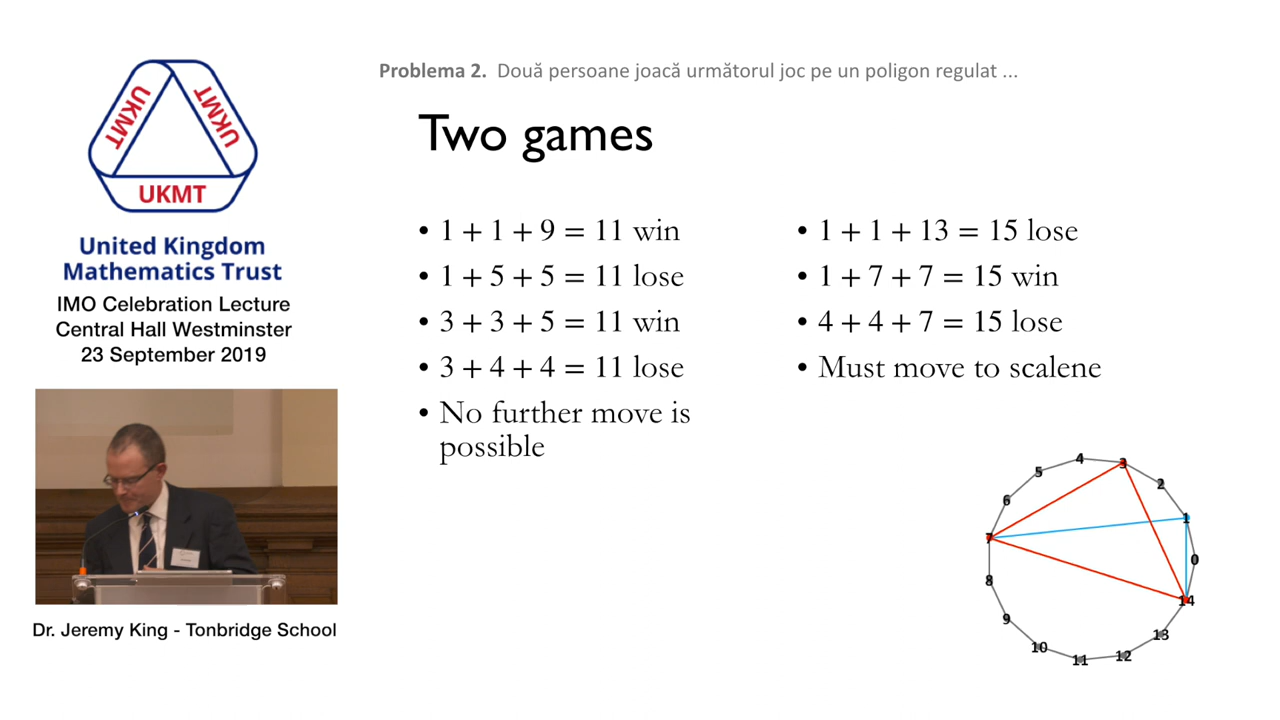 UKMT
UKMT
UKMT
United Kingdom
Mathematics Trust
IMO Celebration Lecture
Central Hall Westminster
23 September 2019
Dr. Jeremy King - Tonbridge School
Problema 2. Două persoane joacă următorul joc pe un poligon regulat ...
Two games
• 1 + 1 + 9 = 11 win
• 1 + 5 + 5 = 11 lose
• 3 + 3 + 5 = 11 win
• 3 + 4 + 4 = 11 lose
• No further move is
possible
• 1 + 1 + 13 = 15 lose
• 1 + 7 + 7 = 15 win
• 4 + 4 + 7 = 15 lose
• Must move to scalene
0
1
2
3
4
5
6
7
8
9
10
11
12
13
14